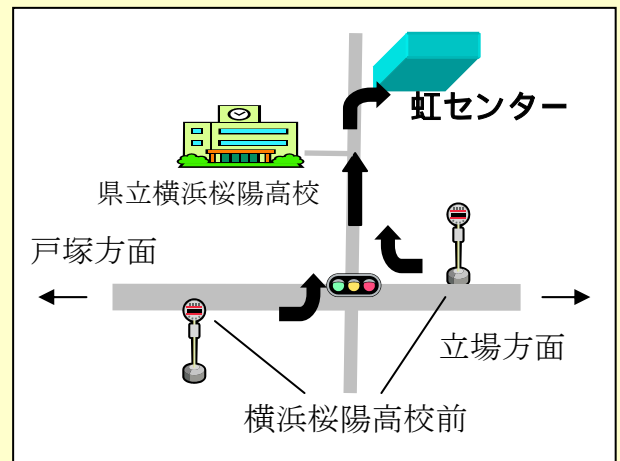 虹センター
県立横浜桜陽高校
戸塚方面
立場方面
横浜桜陽高校前